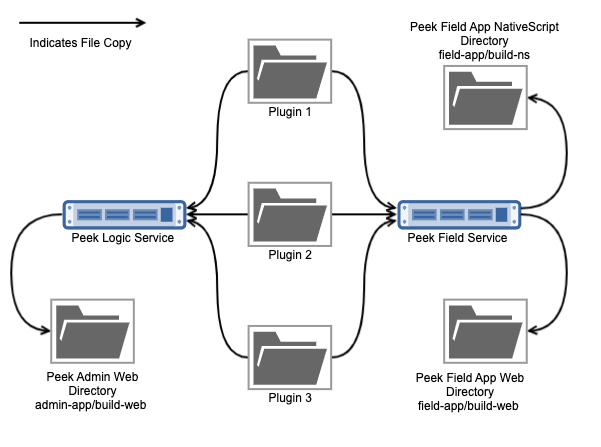 Indicates File Copy
Peek Field App NativeScript
Directory
field-app/build-ns
Plugin 1
Peek Logic Service
Plugin 2
Peek Field Service
Peek Admin Web
Directory
admin-app/build-web
Plugin 3
Peek Field App Web
Directory
field-app/build-web